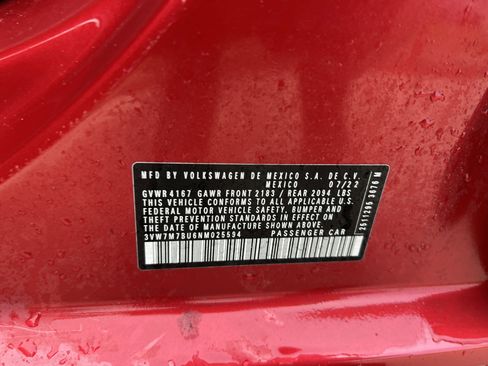 MFD BY VOLKSWAGEN DE MEXICO S.A. DE C.V.
MEXICO 07/22
GVWR 4167 GAWR FRONT 2183 / REAR 2094 LBS
THIS VEHICLE CONFORMS TO ALL APPLICABLE U.S.
FEDERAL MOTOR VEHICLE SAFETY, BUMPER AND
THEFT PREVENTION STANDARDS IN EFFECT ON THE
DATE OF MANUFACTURE SHOWN ABOVE.
3VW7M7BU6NM025594 PASSENGER CAR
2511295 3076 M